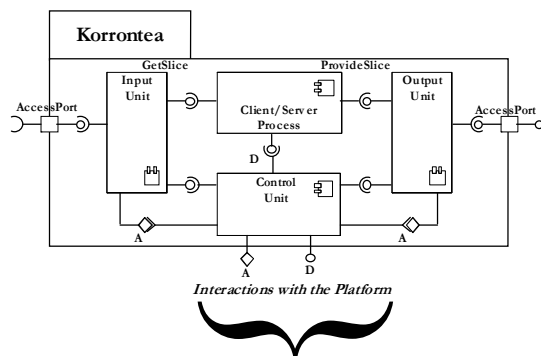 Korrontea
GetSlice
ProvideSlice
AccessPort
Input
Unit
Client/Server
Process
Output
Unit
AccessPort
D
Control
Unit
A
A
A
D
Interactions with the Platform